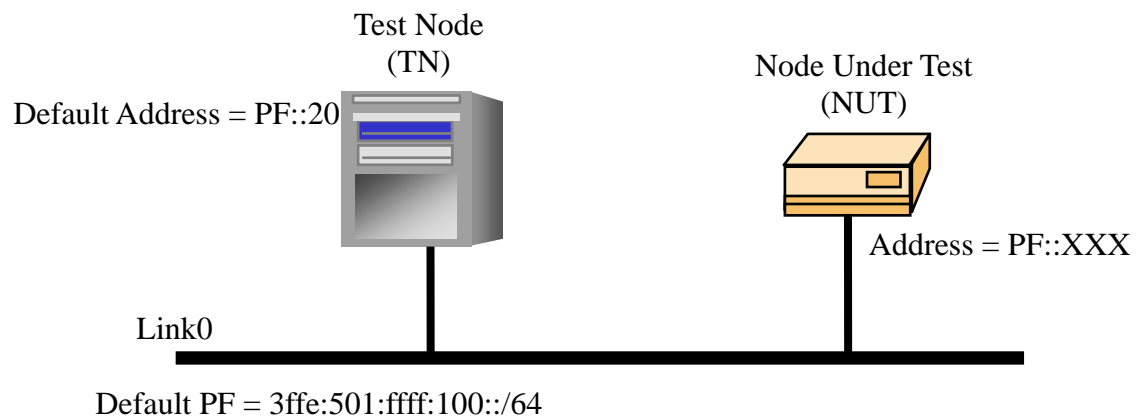 Test Node
(TN)
Default Address = PF::20
Node Under Test
(NUT)
Address = PF::XXX
Link0
Default PF = 3ffe:501:ffff:100::/64